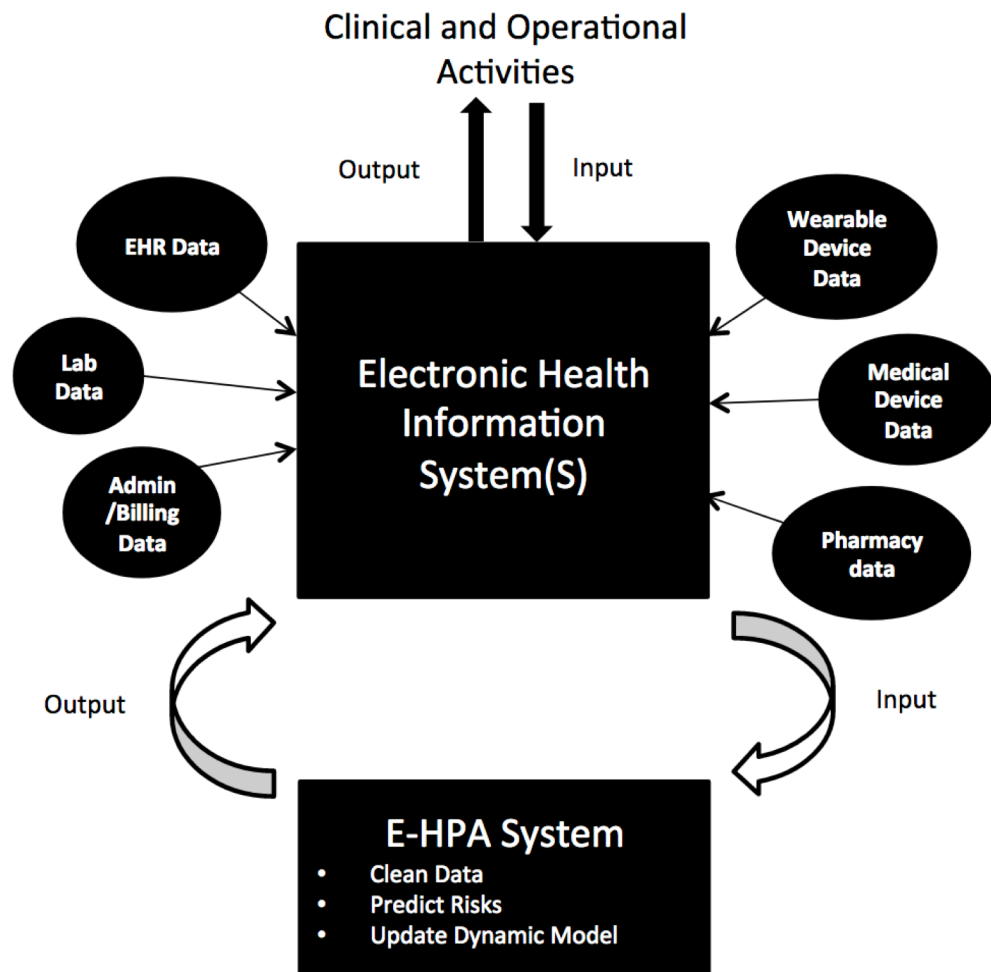 Clinical and Operational
Activities
Output
Input
EHR Data
Wearable
Device
Data
Lab
Data
Electronic Health
Information
System(S)
Medical
Device
Data
Admin
/Billing
Data
Pharmacy
data
Output
Input
E-HPA System
• Clean Data
• Predict Risks
• Update Dynamic Model